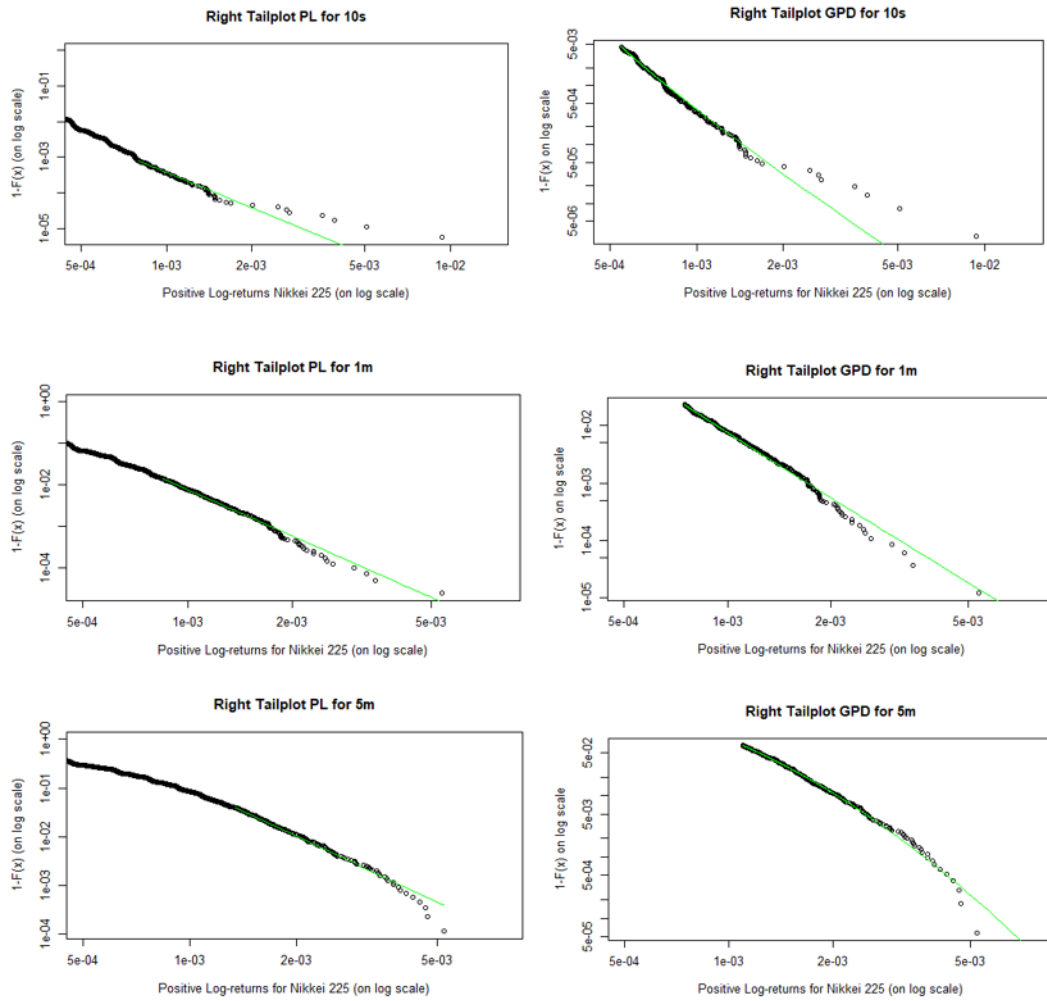 Right Tailplot PL for 10s
1-F(x) (on log scale)
1e-01
1e-03
1e-05
5e-04 1e-03 2e-03 5e-03 1e-02
Positive Log-returns Nikkei 225 (on log scale)
Right Tailplot GPD for 10s
1-F(x) on log scale
5e-03
5e-04
5e-05
5e-06
5e-04 1e-03 2e-03 5e-03 1e-02
Positive Log-returns for Nikkei 225 (on log scale)
Right Tailplot PL for 1m
1-F(x) (on log scale)
1e+00
1e-02
1e-04
5e-04 1e-03 2e-03 5e-03
Positive Log-returns for Nikkei 225 (on log scale)
Right Tailplot GPD for 1m
1-F(x) on log scale
1e-02
1e-03
1e-04
1e-05
5e-04 1e-03 2e-03 5e-03
Positive Log-returns for Nikkei 225 (on log scale)
Right Tailplot PL for 5m
1-F(x) (on log scale)
1e+00
1e-01
1e-02
1e-03
1e-04
5e-04 1e-03 2e-03 5e-03
Positive Log-returns for Nikkei 225 (on log scale)
Right Tailplot GPD for 5m
1-F(x) on log scale
5e-02
5e-03
5e-04
5e-05
5e-04 1e-03 2e-03 5e-03
Positive Log-returns for Nikkei 225 (on log scale)